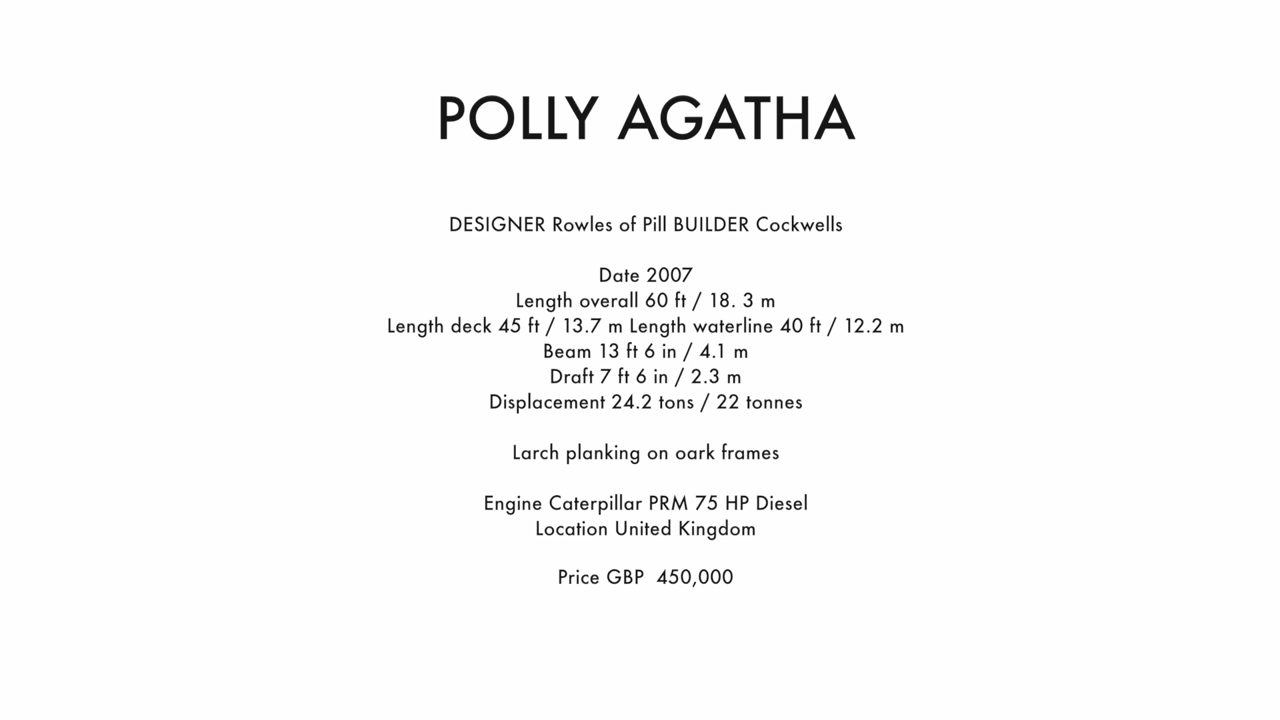 POLLY AGATHA
DESIGNER Rowles of Pill BUILDER Cockwells
Date 2007
Length overall 60 ft / 18. 3 m
Length deck 45 ft / 13.7 m Length waterline 40 ft / 12.2 m
Beam 13 ft 6 in / 4.1 m
Draft 7 ft 6 in / 2.3 m
Displacement 24.2 tons / 22 tonnes
Larch planking on oark frames
Engine Caterpillar PRM 75 HP Diesel
Location United Kingdom
Price GBP  450,000